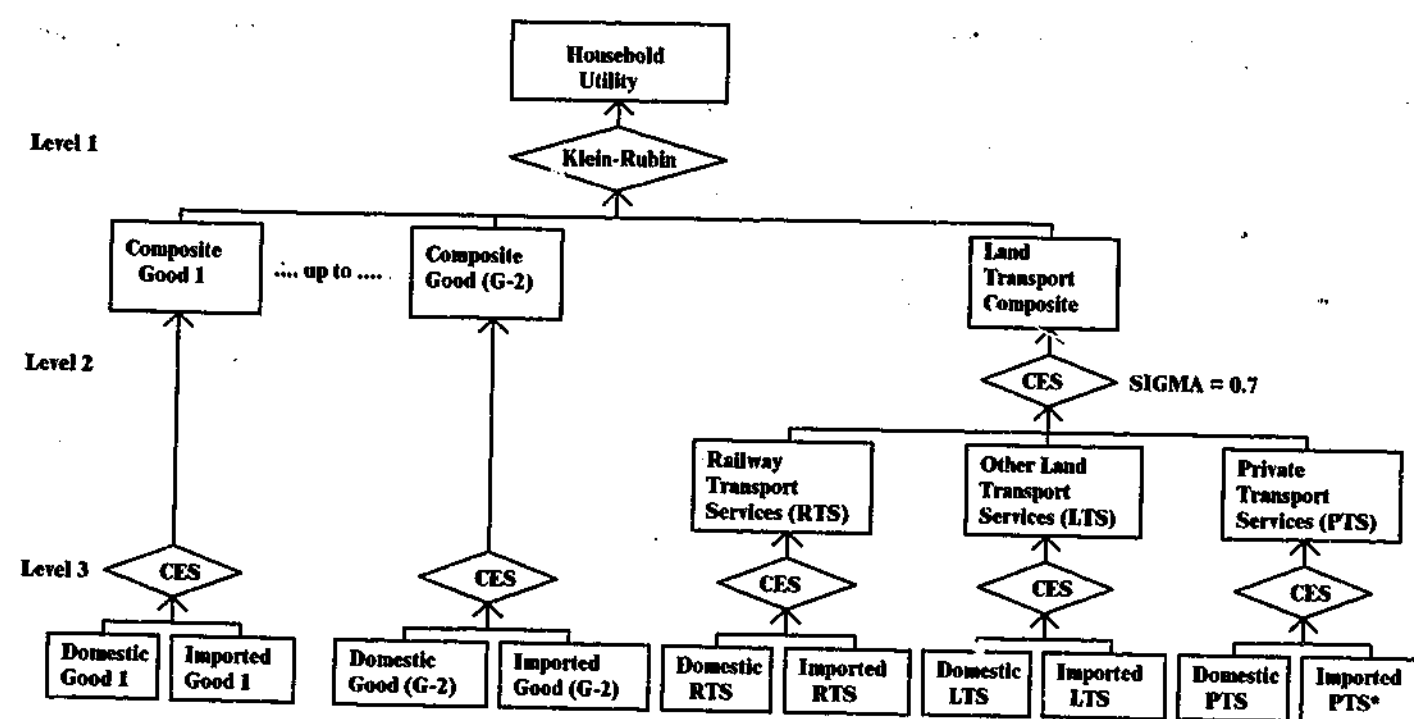 Household
Utility
Level 1
Klein-Rubin
Composite
Good 1
.... up to ....
Composite
Good (G-2)
Land
Transport
Composite
Level 2
CES
SIGMA = 0.7
Railway
Transport
Services (RTS)
Other Land
Transport
Services (LTS)
Private
Transport
Services (PTS)
Level 3
CES
CES
CES
CES
CES
Domestic
Good 1
Imported
Good 1
Domestic
Good (G-2)
Imported
Good (G-2)
Domestic
RTS
Imported
RTS
Domestic
LTS
Imported
LTS
Domestic
PTS
Imported
PTS*